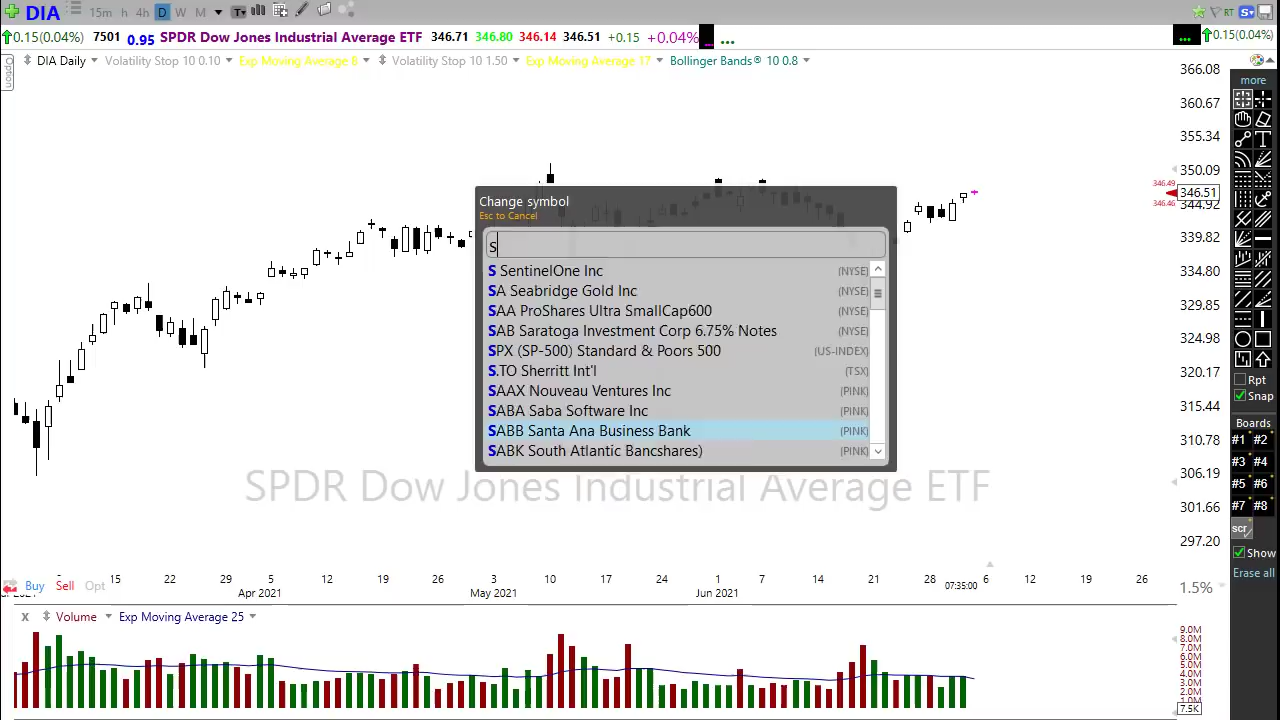 DIA 15m h 4h D W M T RT S
0.15(0.04%) 7501 0.95 SPDR Dow Jones Industrial Average ETF 346.71 346.80 346.14 346.51 +0.15 +0.04% ... ... 0.15(0.04%)
Option
DIA Daily Volatility Stop 10 0.10 Exp Moving Average 8 Volatility Stop 10 1.50 Exp Moving Average 17 Bollinger Bands® 10 0.8
366.08
more
360.67
355.34
350.09
346.49
346.51
346.46
344.92
339.82
334.80
329.85
324.98
320.17
315.44
310.78
306.19
301.66
297.20
Change symbol
Esc to Cancel
s
S SentinelOne Inc (NYSE)
SA Seabridge Gold Inc (NYSE)
SAA ProShares Ultra SmallCap600 (NYSE)
SAB Saratoga Investment Corp 6.75% Notes (NYSE)
SPX (SP-500) Standard & Poors 500 (US-INDEX)
S.TO Sherritt Int'l (TSX)
SAAX Nouveau Ventures Inc (PINK)
SABA Saba Software Inc (PINK)
SABB Santa Ana Business Bank (PINK)
SABK South Atlantic Bancshares) (PINK)
SPDR Dow Jones Industrial Average ETF
Rpt
Snap
Boards
#1 #2
#3 #4
#5 #6
#7 #8
scr
Show
Erase all
Buy Sell Opt
15 22 29 5 12 19 26 3 10 17 24 1 7 14 21 28 07:35:00 6 12 19 26
April 2021 May 2021 Jun 2021
1.5%
x Volume Exp Moving Average 25
9.0M
7.0M
6.0M
5.0M
4.0M
3.0M
2.0M
1.0M
7.5K